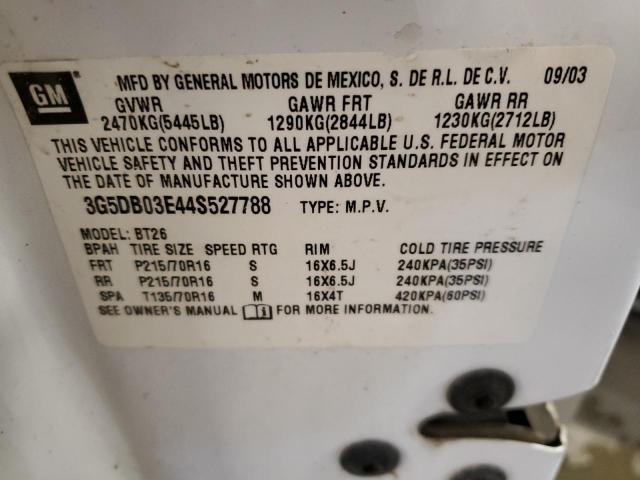 GM
MFD BY GENERAL MOTORS DE MEXICO, S. DE R.L. DE C.V. 09/03
GVWR GAWR FRT GAWR RR
2470KG(5445LB) 1290KG(2844LB) 1230KG(2712LB)
THIS VEHICLE CONFORMS TO ALL APPLICABLE U.S. FEDERAL MOTOR
VEHICLE SAFETY AND THEFT PREVENTION STANDARDS IN EFFECT ON
THE DATE OF MANUFACTURE SHOWN ABOVE.
3G5DB03E44S527788 TYPE: M.P.V.
MODEL: BT26
BPAH TIRE SIZE SPEED RTG RIM COLD TIRE PRESSURE
FRT P215/70R16 S 16X6.5J 240KPA(35PSI)
RR P215/70R16 S 16X6.5J 240KPA(35PSI)
SPA T135/70R16 M 16X4T 420KPA(60PSI)
SEE OWNER'S MANUAL FOR MORE INFORMATION.